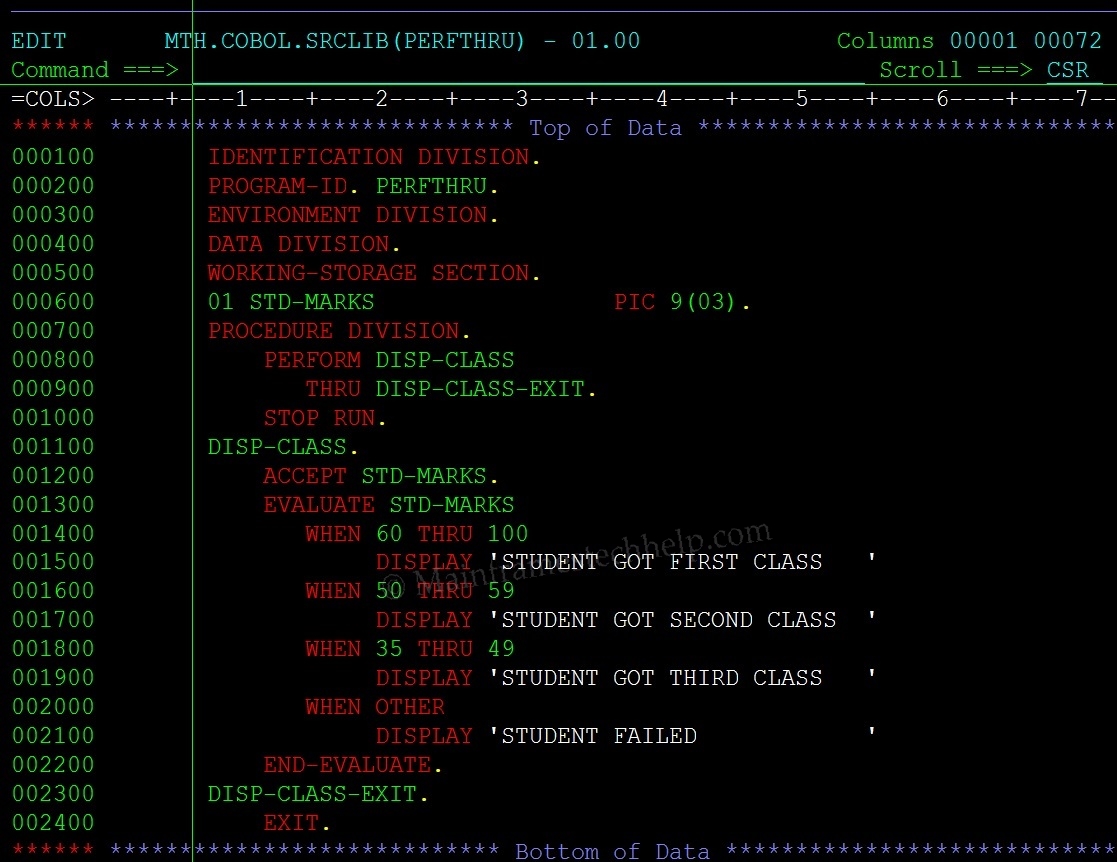 EDIT       MTH.COBOL.SRCLIB(PERFTHRU) - 01.00              Columns 00001 00072
Command ===>                                                  Scroll ===> CSR
=COLS> ----+----1----+----2----+----3----+----4----+----5----+----6----+----7--
****** ***************************** Top of Data ******************************
000100        IDENTIFICATION DIVISION.
000200        PROGRAM-ID. PERFTHRU.
000300        ENVIRONMENT DIVISION.
000400        DATA DIVISION.
000500        WORKING-STORAGE SECTION.
000600        01 STD-MARKS                 PIC 9(03).
000700        PROCEDURE DIVISION.
000800            PERFORM DISP-CLASS
000900               THRU DISP-CLASS-EXIT.
001000            STOP RUN.
001100        DISP-CLASS.
001200            ACCEPT STD-MARKS.
001300            EVALUATE STD-MARKS
001400               WHEN 60 THRU 100
001500                    DISPLAY 'STUDENT GOT FIRST CLASS   '
001600               WHEN 50 THRU 59
001700                    DISPLAY 'STUDENT GOT SECOND CLASS  '
001800               WHEN 35 THRU 49
001900                    DISPLAY 'STUDENT GOT THIRD CLASS   '
002000               WHEN OTHER
002100                    DISPLAY 'STUDENT FAILED            '
002200            END-EVALUATE.
002300        DISP-CLASS-EXIT.
002400            EXIT.
****** **************************** Bottom of Data ****************************
© Mainframestechhelp.com